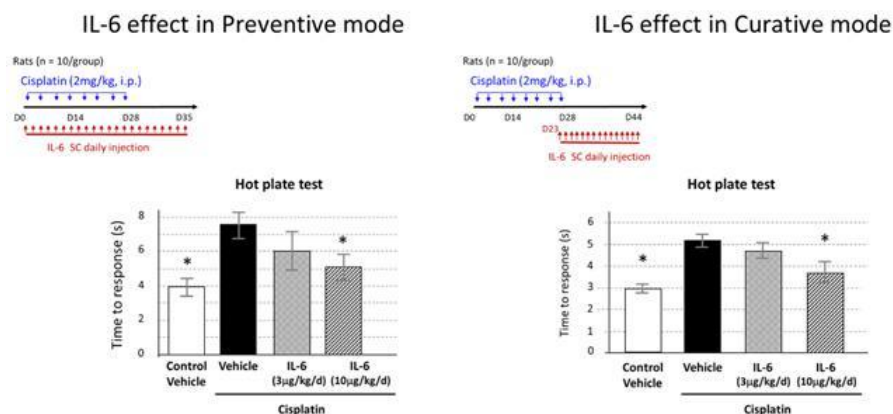 IL-6 effect in Preventive mode
Rats (n = 10/group)
Cisplatin (2mg/kg, i.p.)
D0
D14
D28
D35
IL-6 SC daily injection
Hot plate test
Time to response (s)
8
6
4
2
0
*
*
Control
Vehicle
Vehicle
IL-6
(3µg/kg/d)
IL-6
(10µg/kg/d)
Cisplatin
IL-6 effect in Curative mode
Rats (n = 10/group)
Cisplatin (2mg/kg, i.p.)
D0
D14
D28
D44
D23
IL-6 SC daily injection
Hot plate test
Time to response (s)
6
5
4
3
2
1
0
*
*
Control
Vehicle
Vehicle
IL-6
(3µg/kg/d)
IL-6
(10µg/kg/d)
Cisplatin